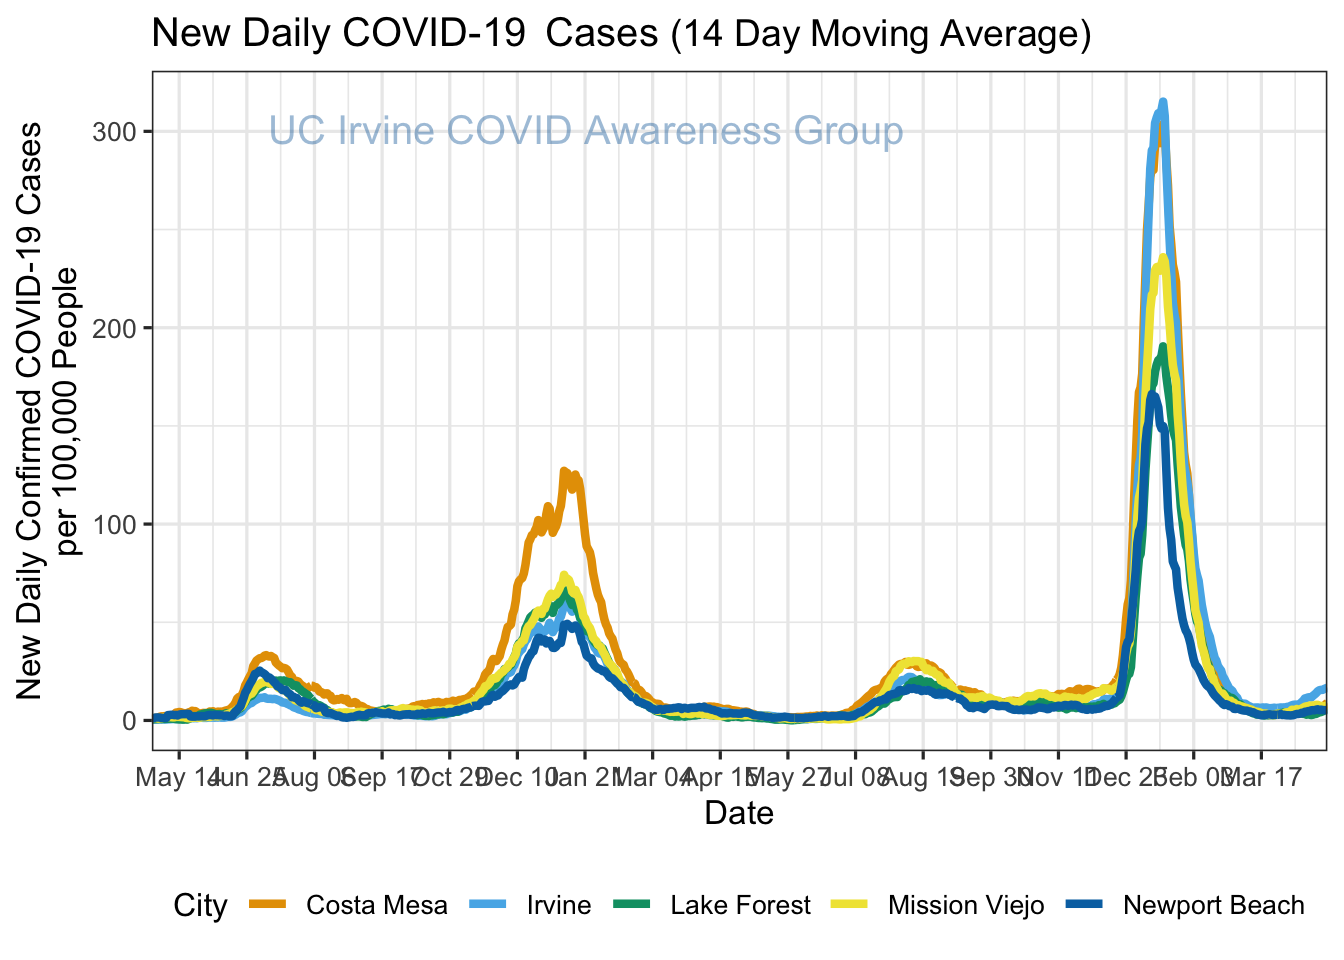 New Daily COVID-19 Cases (14 Day Moving Average)
UC Irvine COVID Awareness Group
New Daily Confirmed COVID-19 Cases
per 100,000 People
300
200
100
0
May 14 Jun 25 Aug 06 Sep 17 Oct 29 Dec 10 Jan 21 Mar 04 Apr 15 May 27 Jul 08 Aug 19 Sep 30 Nov 11 Dec 23 Feb 03 Mar 17
Date
City Costa Mesa Irvine Lake Forest Mission Viejo Newport Beach